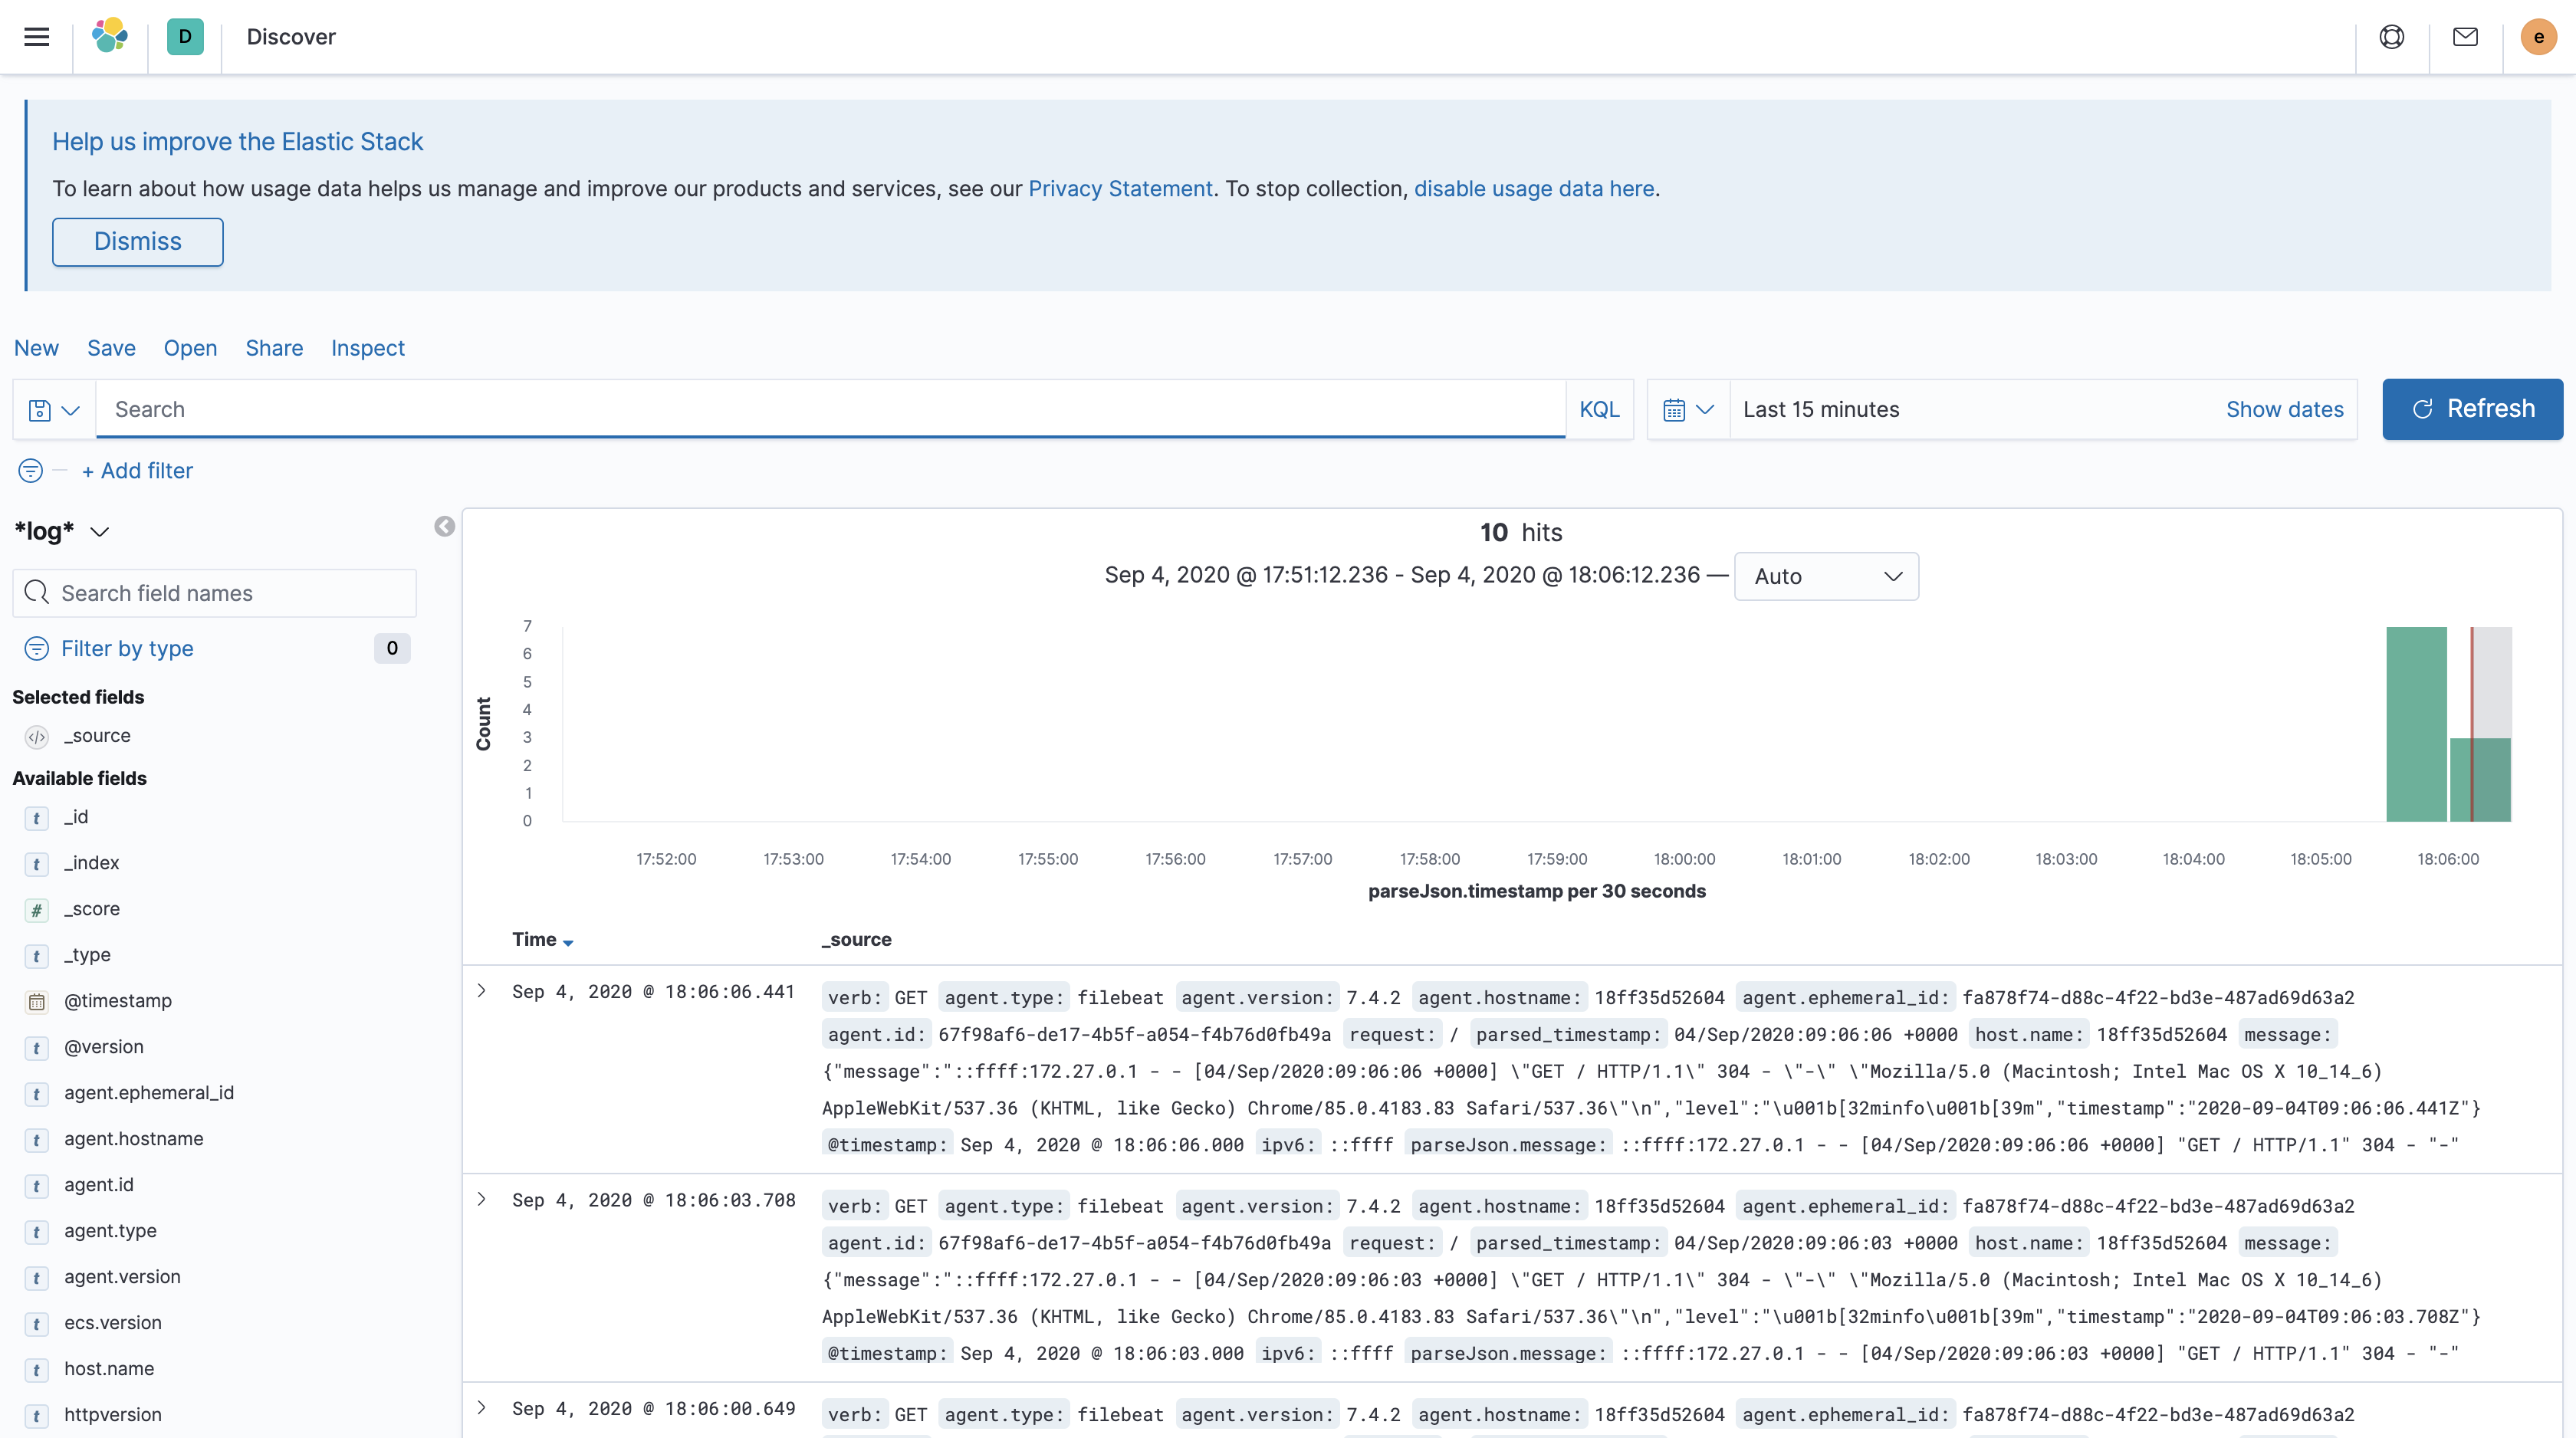 D Discover e
Help us improve the Elastic Stack
To learn about how usage data helps us manage and improve our products and services, see our Privacy Statement. To stop collection, disable usage data here.
Dismiss
New Save Open Share Inspect
Search KQL Last 15 minutes Show dates Refresh
+ Add filter
*log*
Search field names
Filter by type 0
Selected fields
</> _source
Available fields
t _id
t _index
# _score
t _type
@timestamp
t @version
t agent.ephemeral_id
t agent.hostname
t agent.id
t agent.type
t agent.version
t ecs.version
t host.name
t httpversion
10 hits
Sep 4, 2020 @ 17:51:12.236 - Sep 4, 2020 @ 18:06:12.236 — Auto
Count
7
6
5
4
3
2
1
0
17:52:00 17:53:00 17:54:00 17:55:00 17:56:00 17:57:00 17:58:00 17:59:00 18:00:00 18:01:00 18:02:00 18:03:00 18:04:00 18:05:00 18:06:00
parseJson.timestamp per 30 seconds
Time _source
Sep 4, 2020 @ 18:06:06.441 verb: GET agent.type: filebeat agent.version: 7.4.2 agent.hostname: 18ff35d52604 agent.ephemeral_id: fa878f74-d88c-4f22-bd3e-487ad69d63a2
agent.id: 67f98af6-de17-4b5f-a054-f4b76d0fb49a request: / parsed_timestamp: 04/Sep/2020:09:06:06 +0000 host.name: 18ff35d52604 message:
{"message":"::ffff:172.27.0.1 - - [04/Sep/2020:09:06:06 +0000] \"GET / HTTP/1.1\" 304 - \"-\" \"Mozilla/5.0 (Macintosh; Intel Mac OS X 10_14_6)
AppleWebKit/537.36 (KHTML, like Gecko) Chrome/85.0.4183.83 Safari/537.36\"\n","level":"\u001b[32minfo\u001b[39m","timestamp":"2020-09-04T09:06:06.441Z"}
@timestamp: Sep 4, 2020 @ 18:06:06.000 ipv6: ::ffff parseJson.message: ::ffff:172.27.0.1 - - [04/Sep/2020:09:06:06 +0000] "GET / HTTP/1.1" 304 - "-"
Sep 4, 2020 @ 18:06:03.708 verb: GET agent.type: filebeat agent.version: 7.4.2 agent.hostname: 18ff35d52604 agent.ephemeral_id: fa878f74-d88c-4f22-bd3e-487ad69d63a2
agent.id: 67f98af6-de17-4b5f-a054-f4b76d0fb49a request: / parsed_timestamp: 04/Sep/2020:09:06:03 +0000 host.name: 18ff35d52604 message:
{"message":"::ffff:172.27.0.1 - - [04/Sep/2020:09:06:03 +0000] \"GET / HTTP/1.1\" 304 - \"-\" \"Mozilla/5.0 (Macintosh; Intel Mac OS X 10_14_6)
AppleWebKit/537.36 (KHTML, like Gecko) Chrome/85.0.4183.83 Safari/537.36\"\n","level":"\u001b[32minfo\u001b[39m","timestamp":"2020-09-04T09:06:03.708Z"}
@timestamp: Sep 4, 2020 @ 18:06:03.000 ipv6: ::ffff parseJson.message: ::ffff:172.27.0.1 - - [04/Sep/2020:09:06:03 +0000] "GET / HTTP/1.1" 304 - "-"
Sep 4, 2020 @ 18:06:00.649 verb: GET agent.type: filebeat agent.version: 7.4.2 agent.hostname: 18ff35d52604 agent.ephemeral_id: fa878f74-d88c-4f22-bd3e-487ad69d63a2